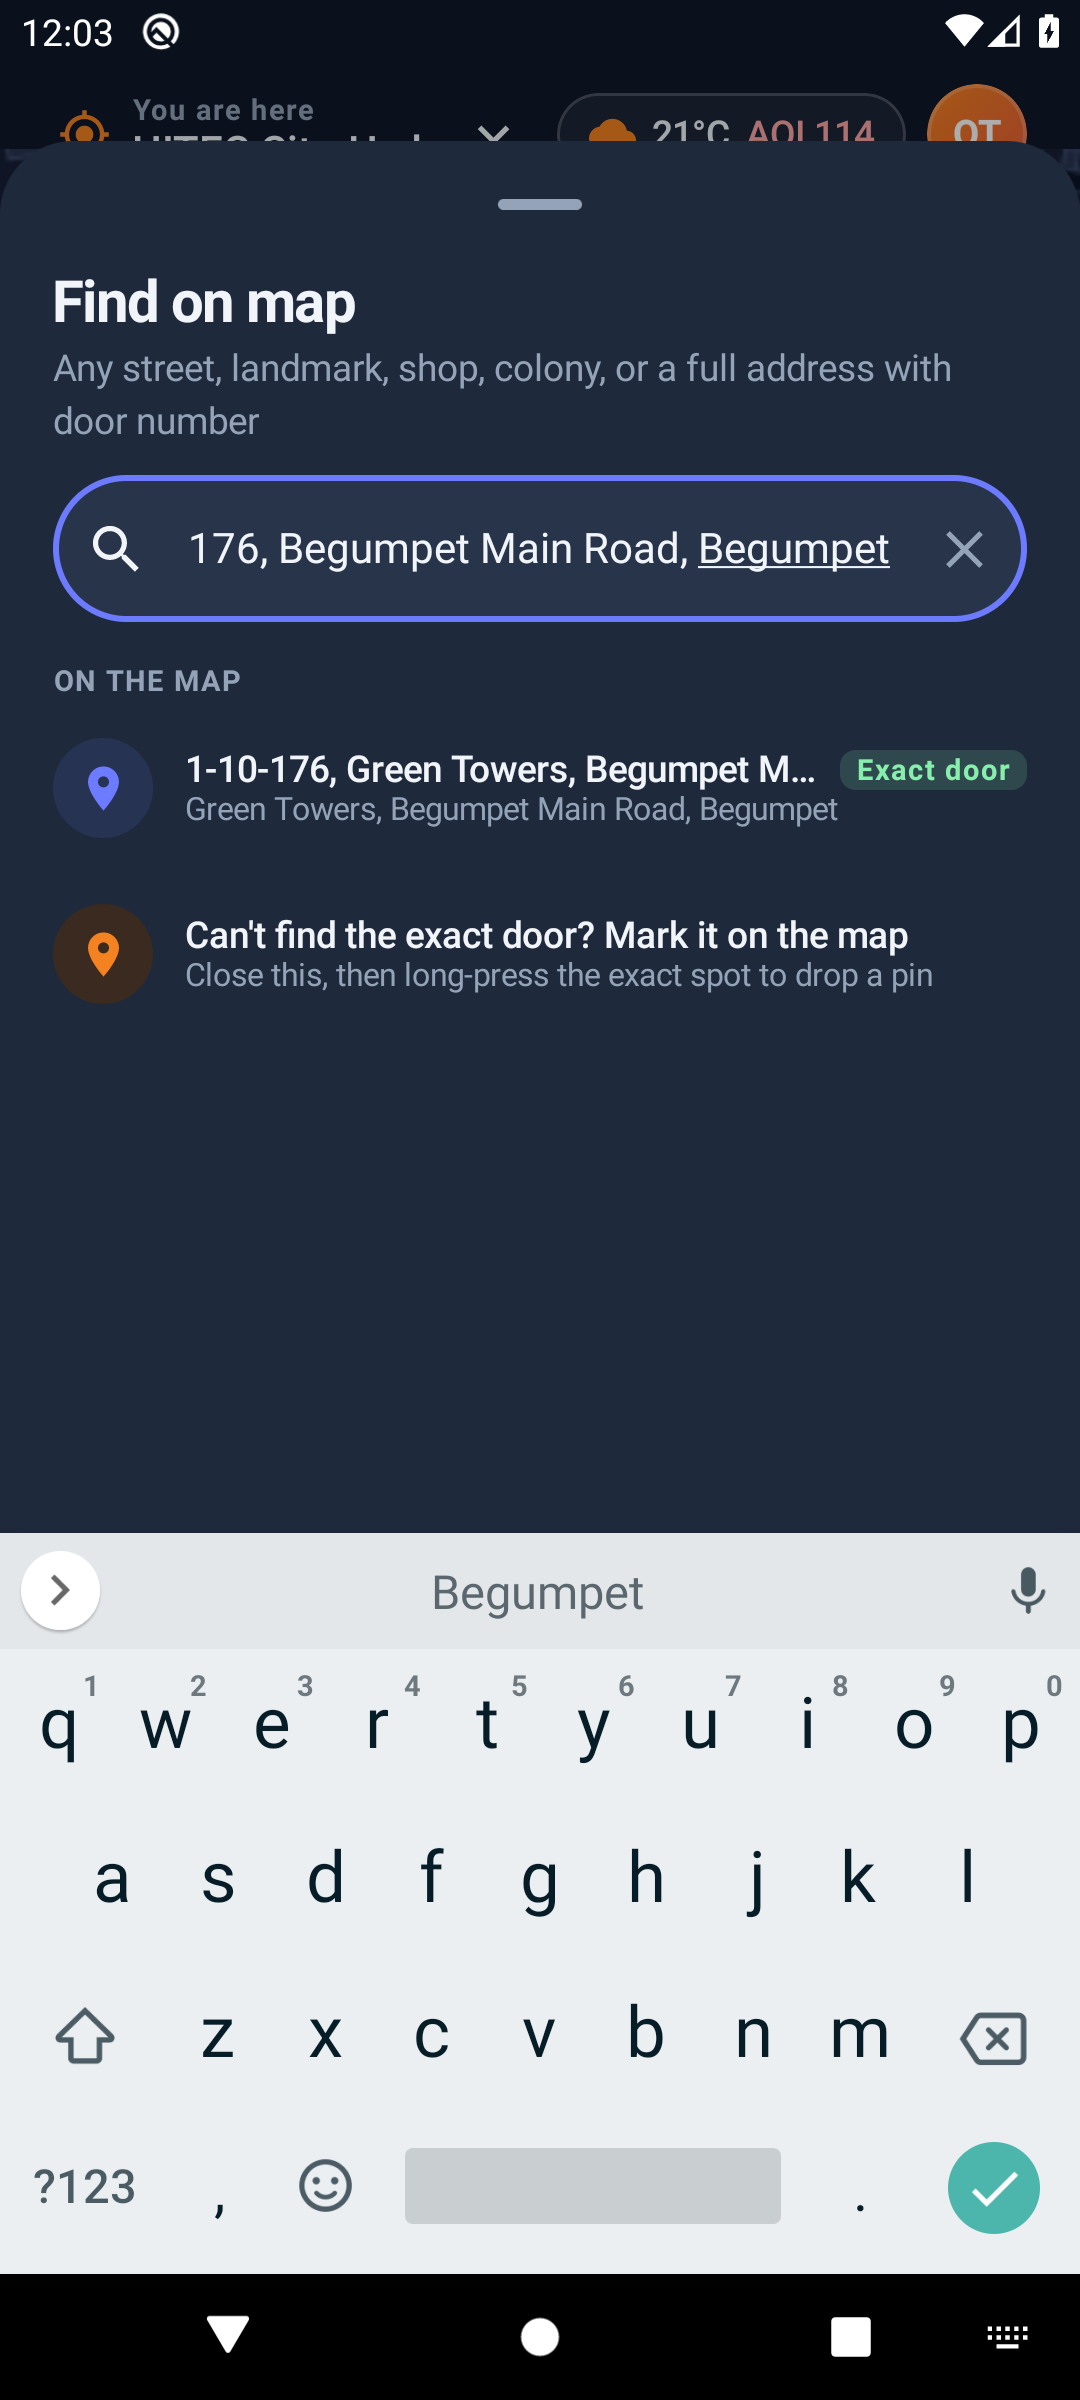 12:03
You are here
21°C AQI 114
OT
Find on map
Any street, landmark, shop, colony, or a full address with
door number
176, Begumpet Main Road, Begumpet
ON THE MAP
1-10-176, Green Towers, Begumpet M... Exact door
Green Towers, Begumpet Main Road, Begumpet
Can't find the exact door? Mark it on the map
Close this, then long-press the exact spot to drop a pin
Begumpet
1 2 3 4 5 6 7 8 9 0
q w e r t y u i o p
a s d f g h j k l
z x c v b n m
?123 , .